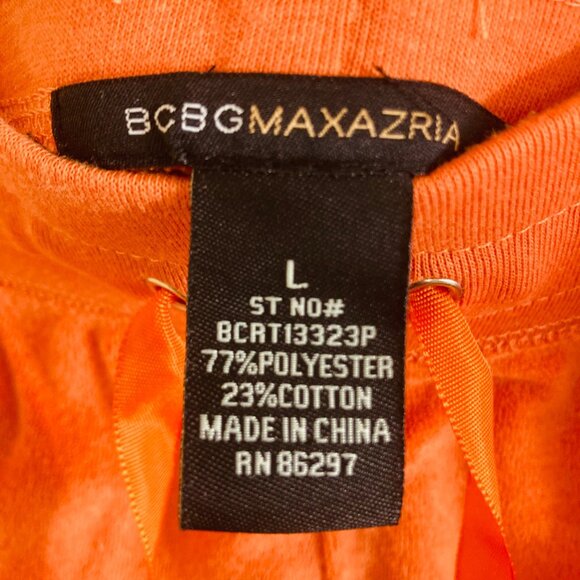 BCBGMAXAZRIA
L
ST NO#
BCRT13323P
77%POLYESTER
23%COTTON
MADE IN CHINA
RN 86297